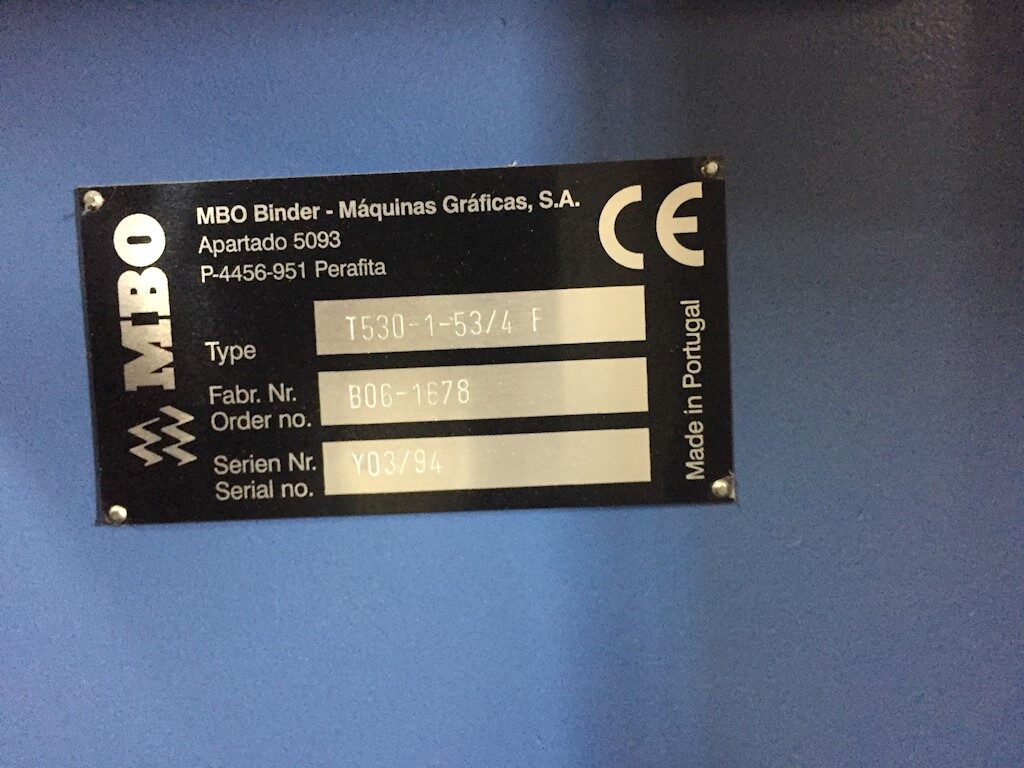 MBO
MBO Binder - Máquinas Gráficas, S.A.
Apartado 5093
P-4456-951 Perafita
CE
Type
T530-1-53/4 F
Fabr. Nr.
Order no.
B06-1678
Serien Nr.
Serial no.
Y03/94
Made in Portugal